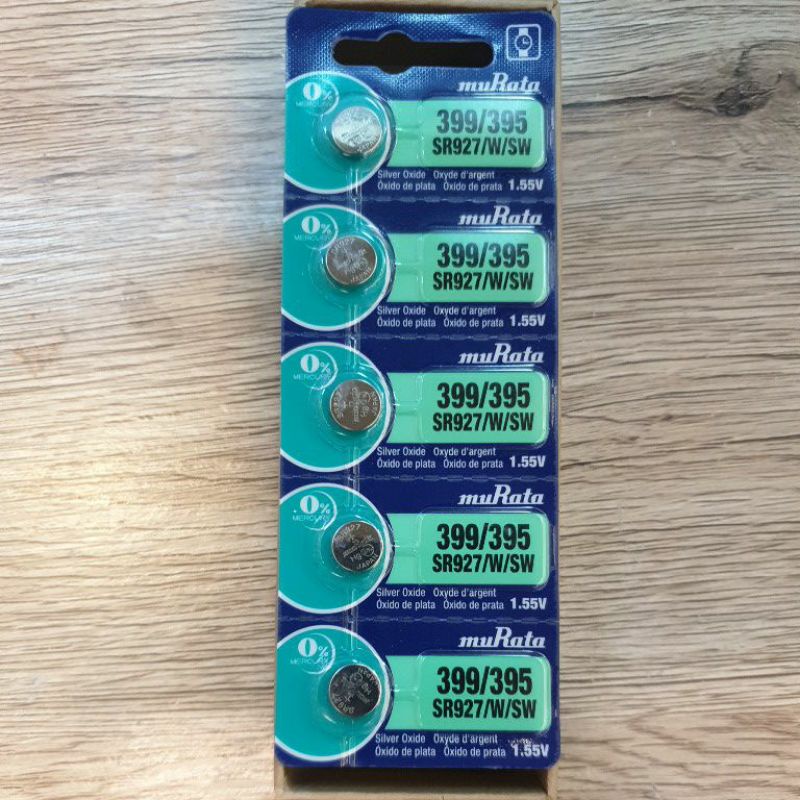 muRata
0%
MERCURY
399/395
SR927/W/SW
Silver Oxide Oxyde d'argent
Óxido de plata Óxido de prata 1.55V
muRata
0%
MERCURY
SR927
JAPAN
399/395
SR927/W/SW
Silver Oxide Oxyde d'argent
Óxido de plata Óxido de prata 1.55V
muRata
0%
MERCURY
399/395
SR927/W/SW
Silver Oxide Oxyde d'argent
Óxido de plata Óxido de prata 1.55V
muRata
0%
MERCURY
SR927
JAPAN
399/395
SR927/W/SW
Silver Oxide Oxyde d'argent
Óxido de plata Óxido de prata 1.55V
muRata
0%
MERCURY
399/395
SR927/W/SW
SR927
Silver Oxide Oxyde d'argent
Óxido de plata Óxido de prata 1.55V